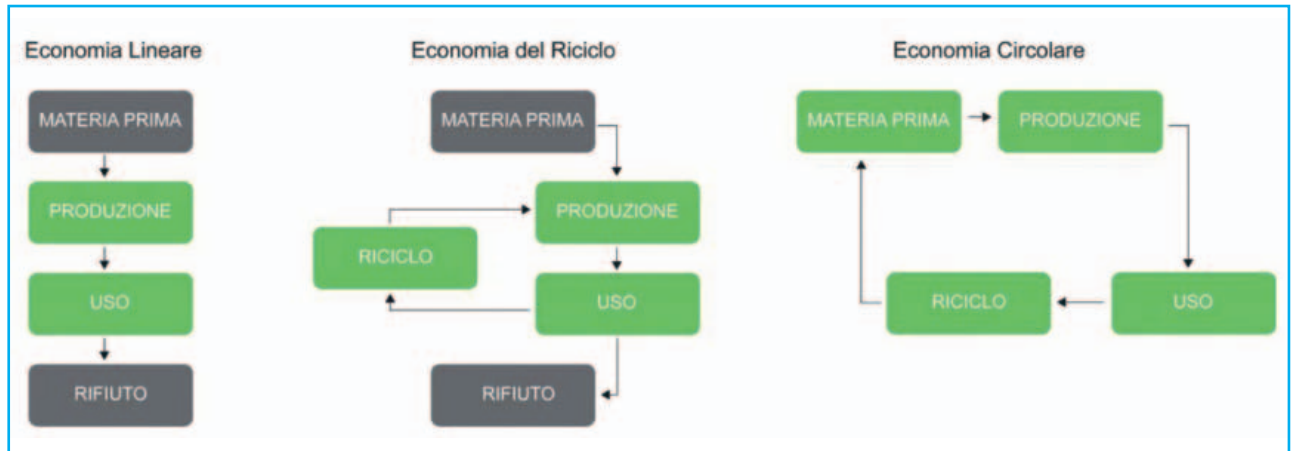 Economia Lineare
MATERIA PRIMA
PRODUZIONE
USO
RIFIUTO
Economia del Riciclo
MATERIA PRIMA
PRODUZIONE
RICICLO
USO
RIFIUTO
Economia Circolare
MATERIA PRIMA
PRODUZIONE
RICICLO
USO